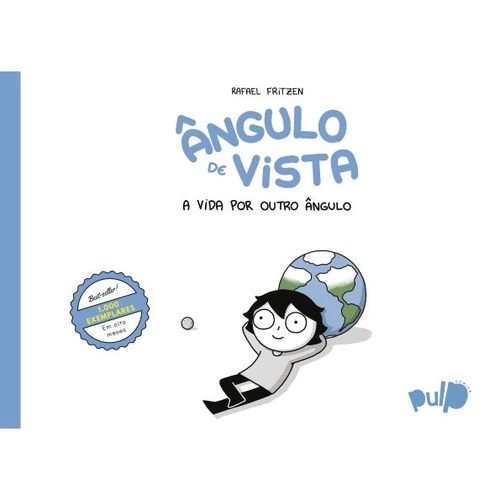 RAFAEL FRITZEN
ÂNGULO
DE VISTA
A VIDA POR OUTRO ÂNGULO
Best-seller!
1.000
EXEMPLARES
Em oito
meses
pulp